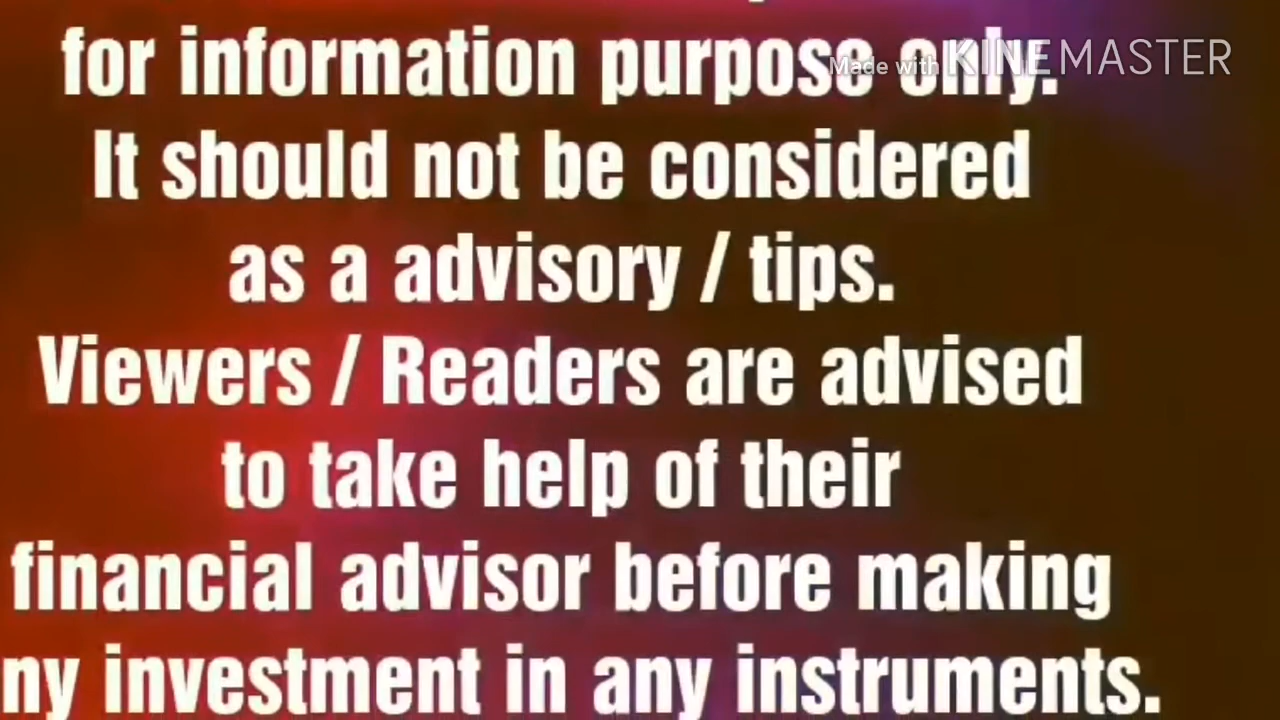 for information purpose only.
Made with KINEMASTER
It should not be considered
as a advisory / tips.
Viewers / Readers are advised
to take help of their
financial advisor before making
ny investment in any instruments.